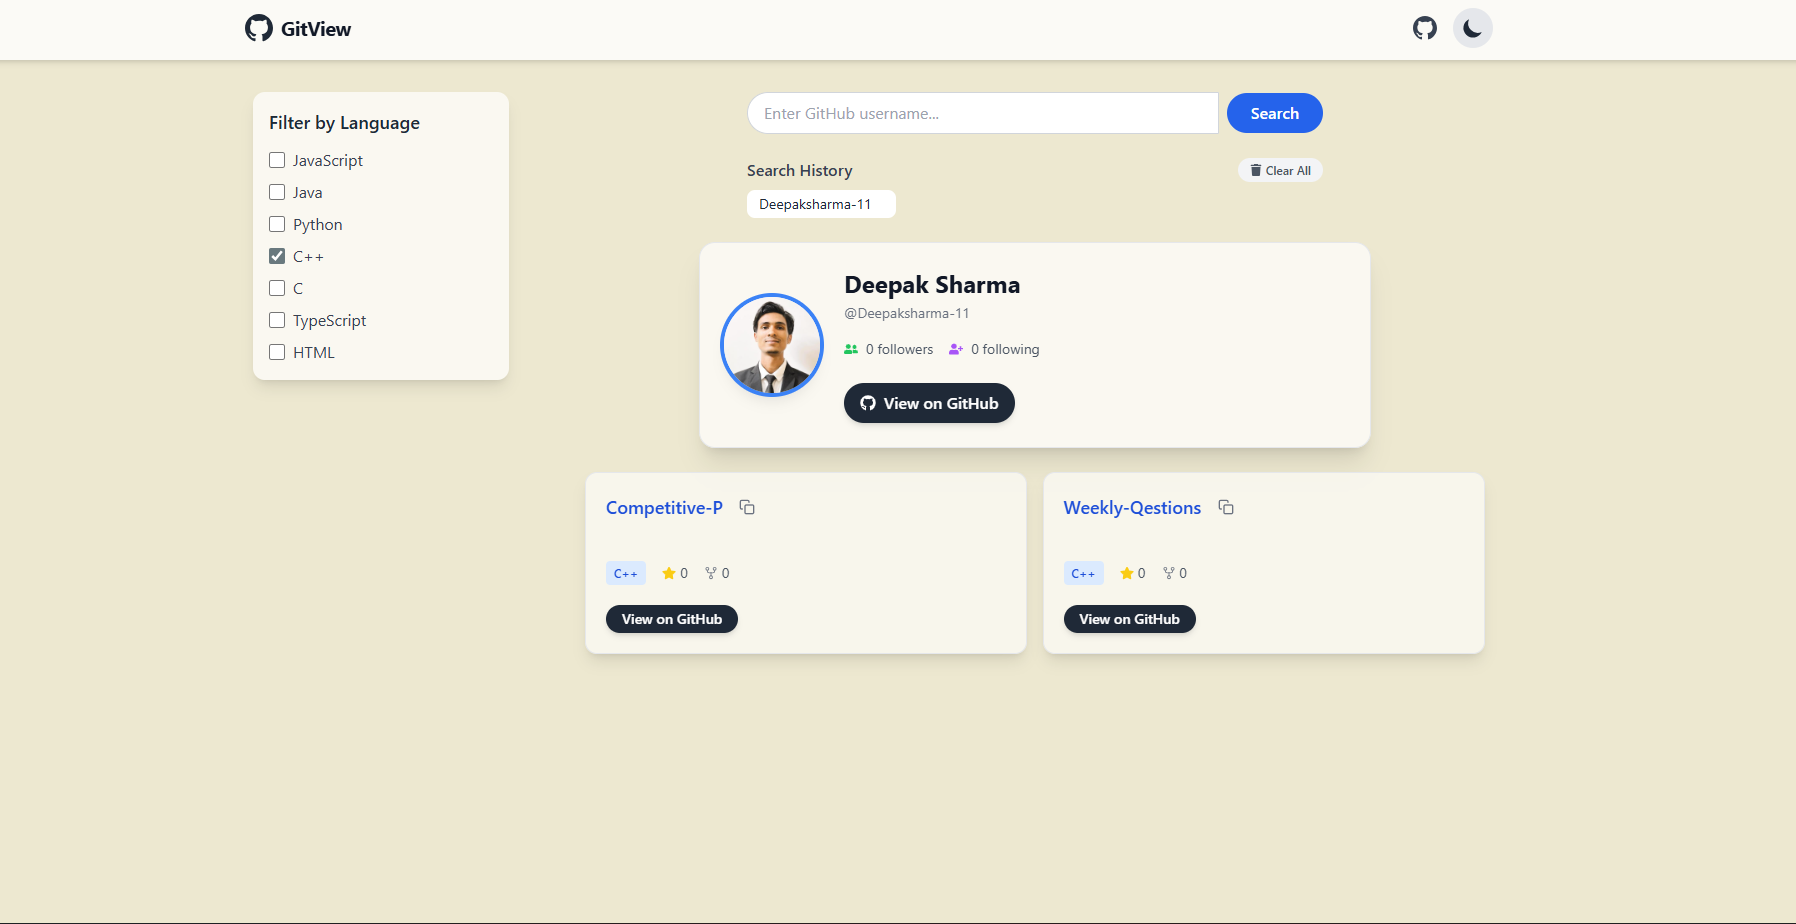 GitView
Filter by Language
JavaScript
Java
Python
C++
C
TypeScript
HTML
Enter GitHub username...
Search
Search History
Clear All
Deepaksharma-11
Deepak Sharma
@Deepaksharma-11
0 followers 0 following
View on GitHub
Competitive-P
C++ 0 0
View on GitHub
Weekly-Qestions
C++ 0 0
View on GitHub